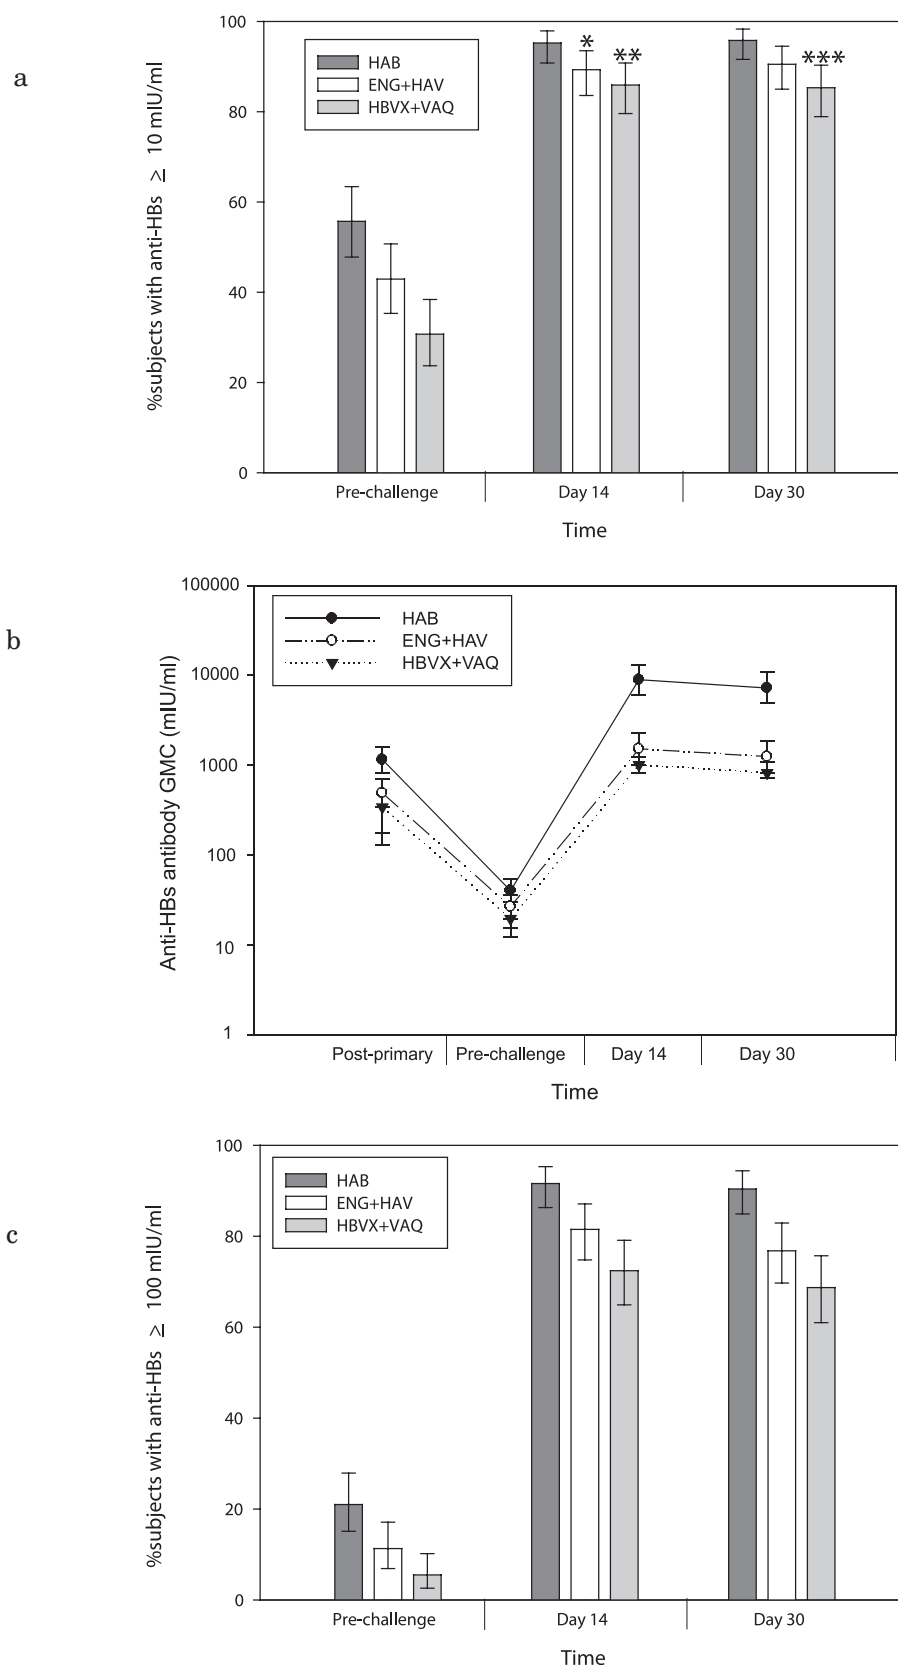 a
%subjects with anti-HBs ≥ 10 mIU/ml
100
80
60
40
20
0
HAB
ENG+HAV
HBVX+VAQ
*
**
***
Pre-challenge
Day 14
Day 30
Time
b
Anti-HBs antibody GMC (mIU/ml)
100000
10000
1000
100
10
1
HAB
ENG+HAV
HBVX+VAQ
Post-primary
Pre-challenge
Day 14
Day 30
Time
c
%subjects with anti-HBs ≥ 100 mIU/ml
100
80
60
40
20
0
HAB
ENG+HAV
HBVX+VAQ
Pre-challenge
Day 14
Day 30
Time